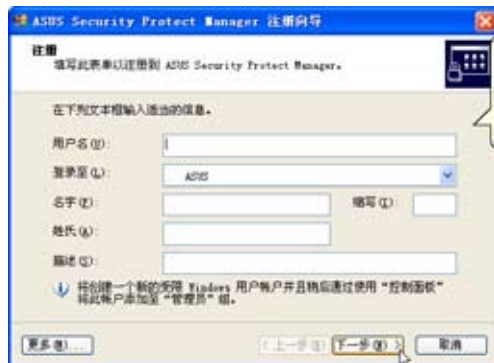 ASUS Security Protect Manager 注册向导
注册
填写此表单以注册到 ASUS Security Protect Manager。
在下列文本框输入适当的信息。
用户名(U):
登录至(L): ASUS
名字(F): 缩写(I):
姓氏(A):
描述(S):
将创建一个新的受限 Windows 用户帐户并且稍后通过使用“控制面板”
将此帐户添加至“管理员”组。
更多(M)... <上一步(B) 下一步(N)> 取消